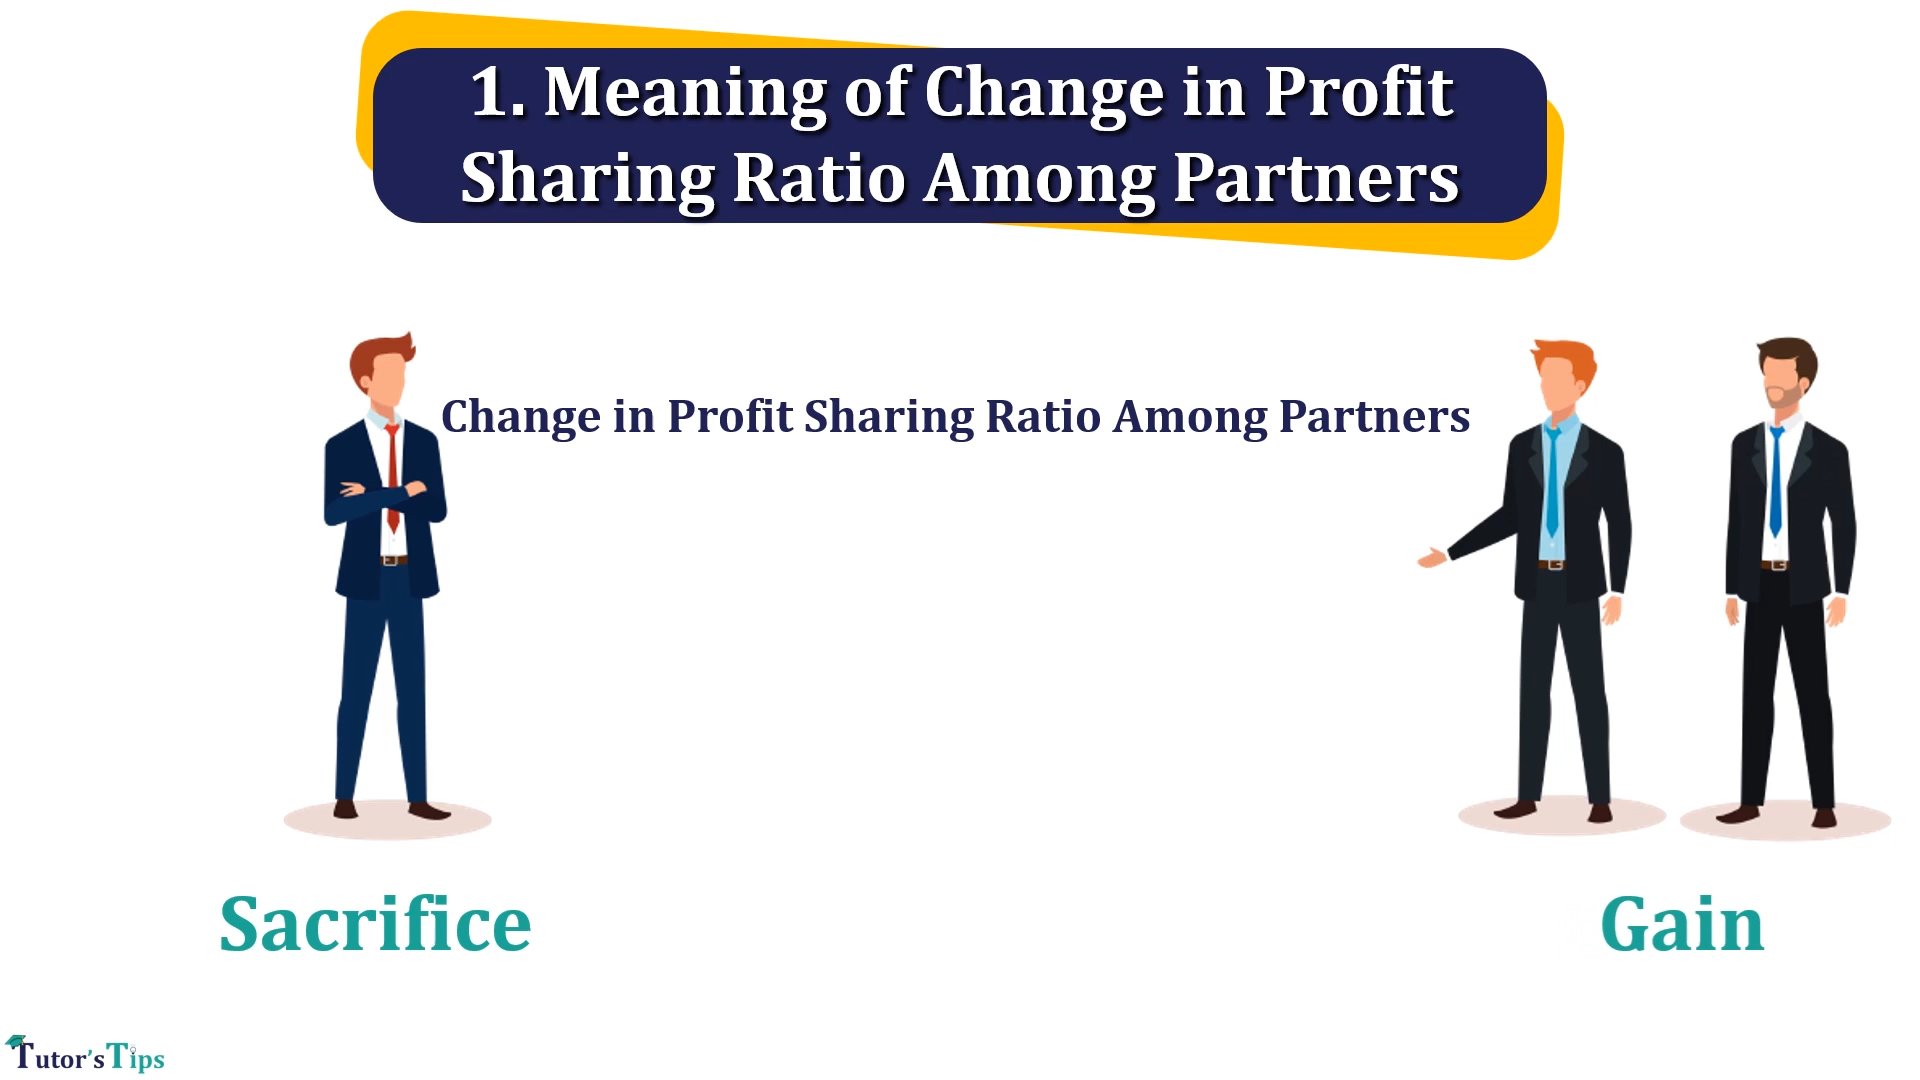 1. Meaning of Change in Profit
Sharing Ratio Among Partners
Change in Profit Sharing Ratio Among Partners
Sacrifice
Gain
Tutor'sTips